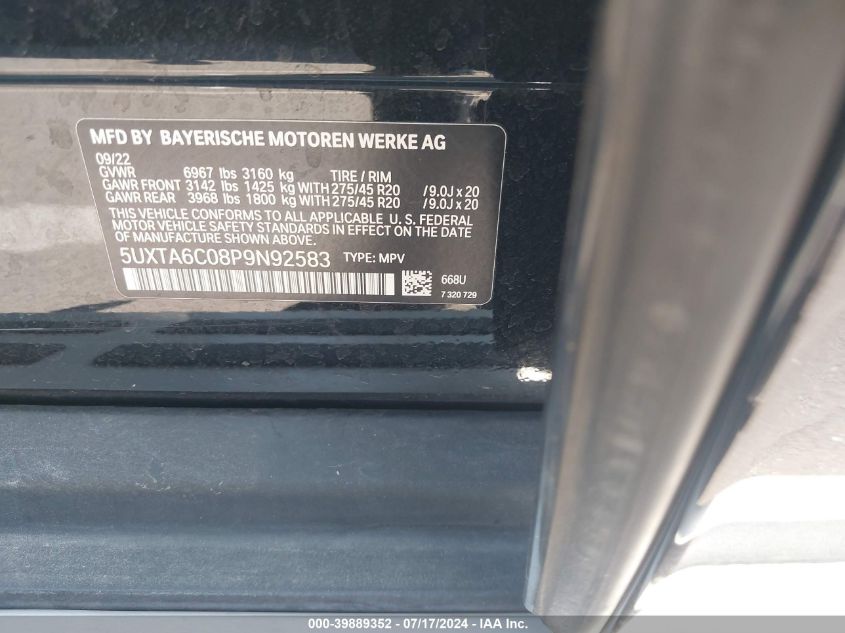 MFD BY BAYERISCHE MOTOREN WERKE AG
09/22
GVWR 6967 lbs 3160 kg TIRE / RIM
GAWR FRONT 3142 lbs 1425 kg WITH 275/45 R20 /9.0J x 20
GAWR REAR 3968 lbs 1800 kg WITH 275/45 R20 /9.0J x 20
THIS VEHICLE CONFORMS TO ALL APPLICABLE U.S. FEDERAL
MOTOR VEHICLE SAFETY STANDARDS IN EFFECT ON THE DATE
OF MANUFACTURE SHOWN ABOVE.
5UXTA6C08P9N92583 TYPE: MPV
668U
7 320 729
000-39889352 / 07/17/2024 - IAA Inc.